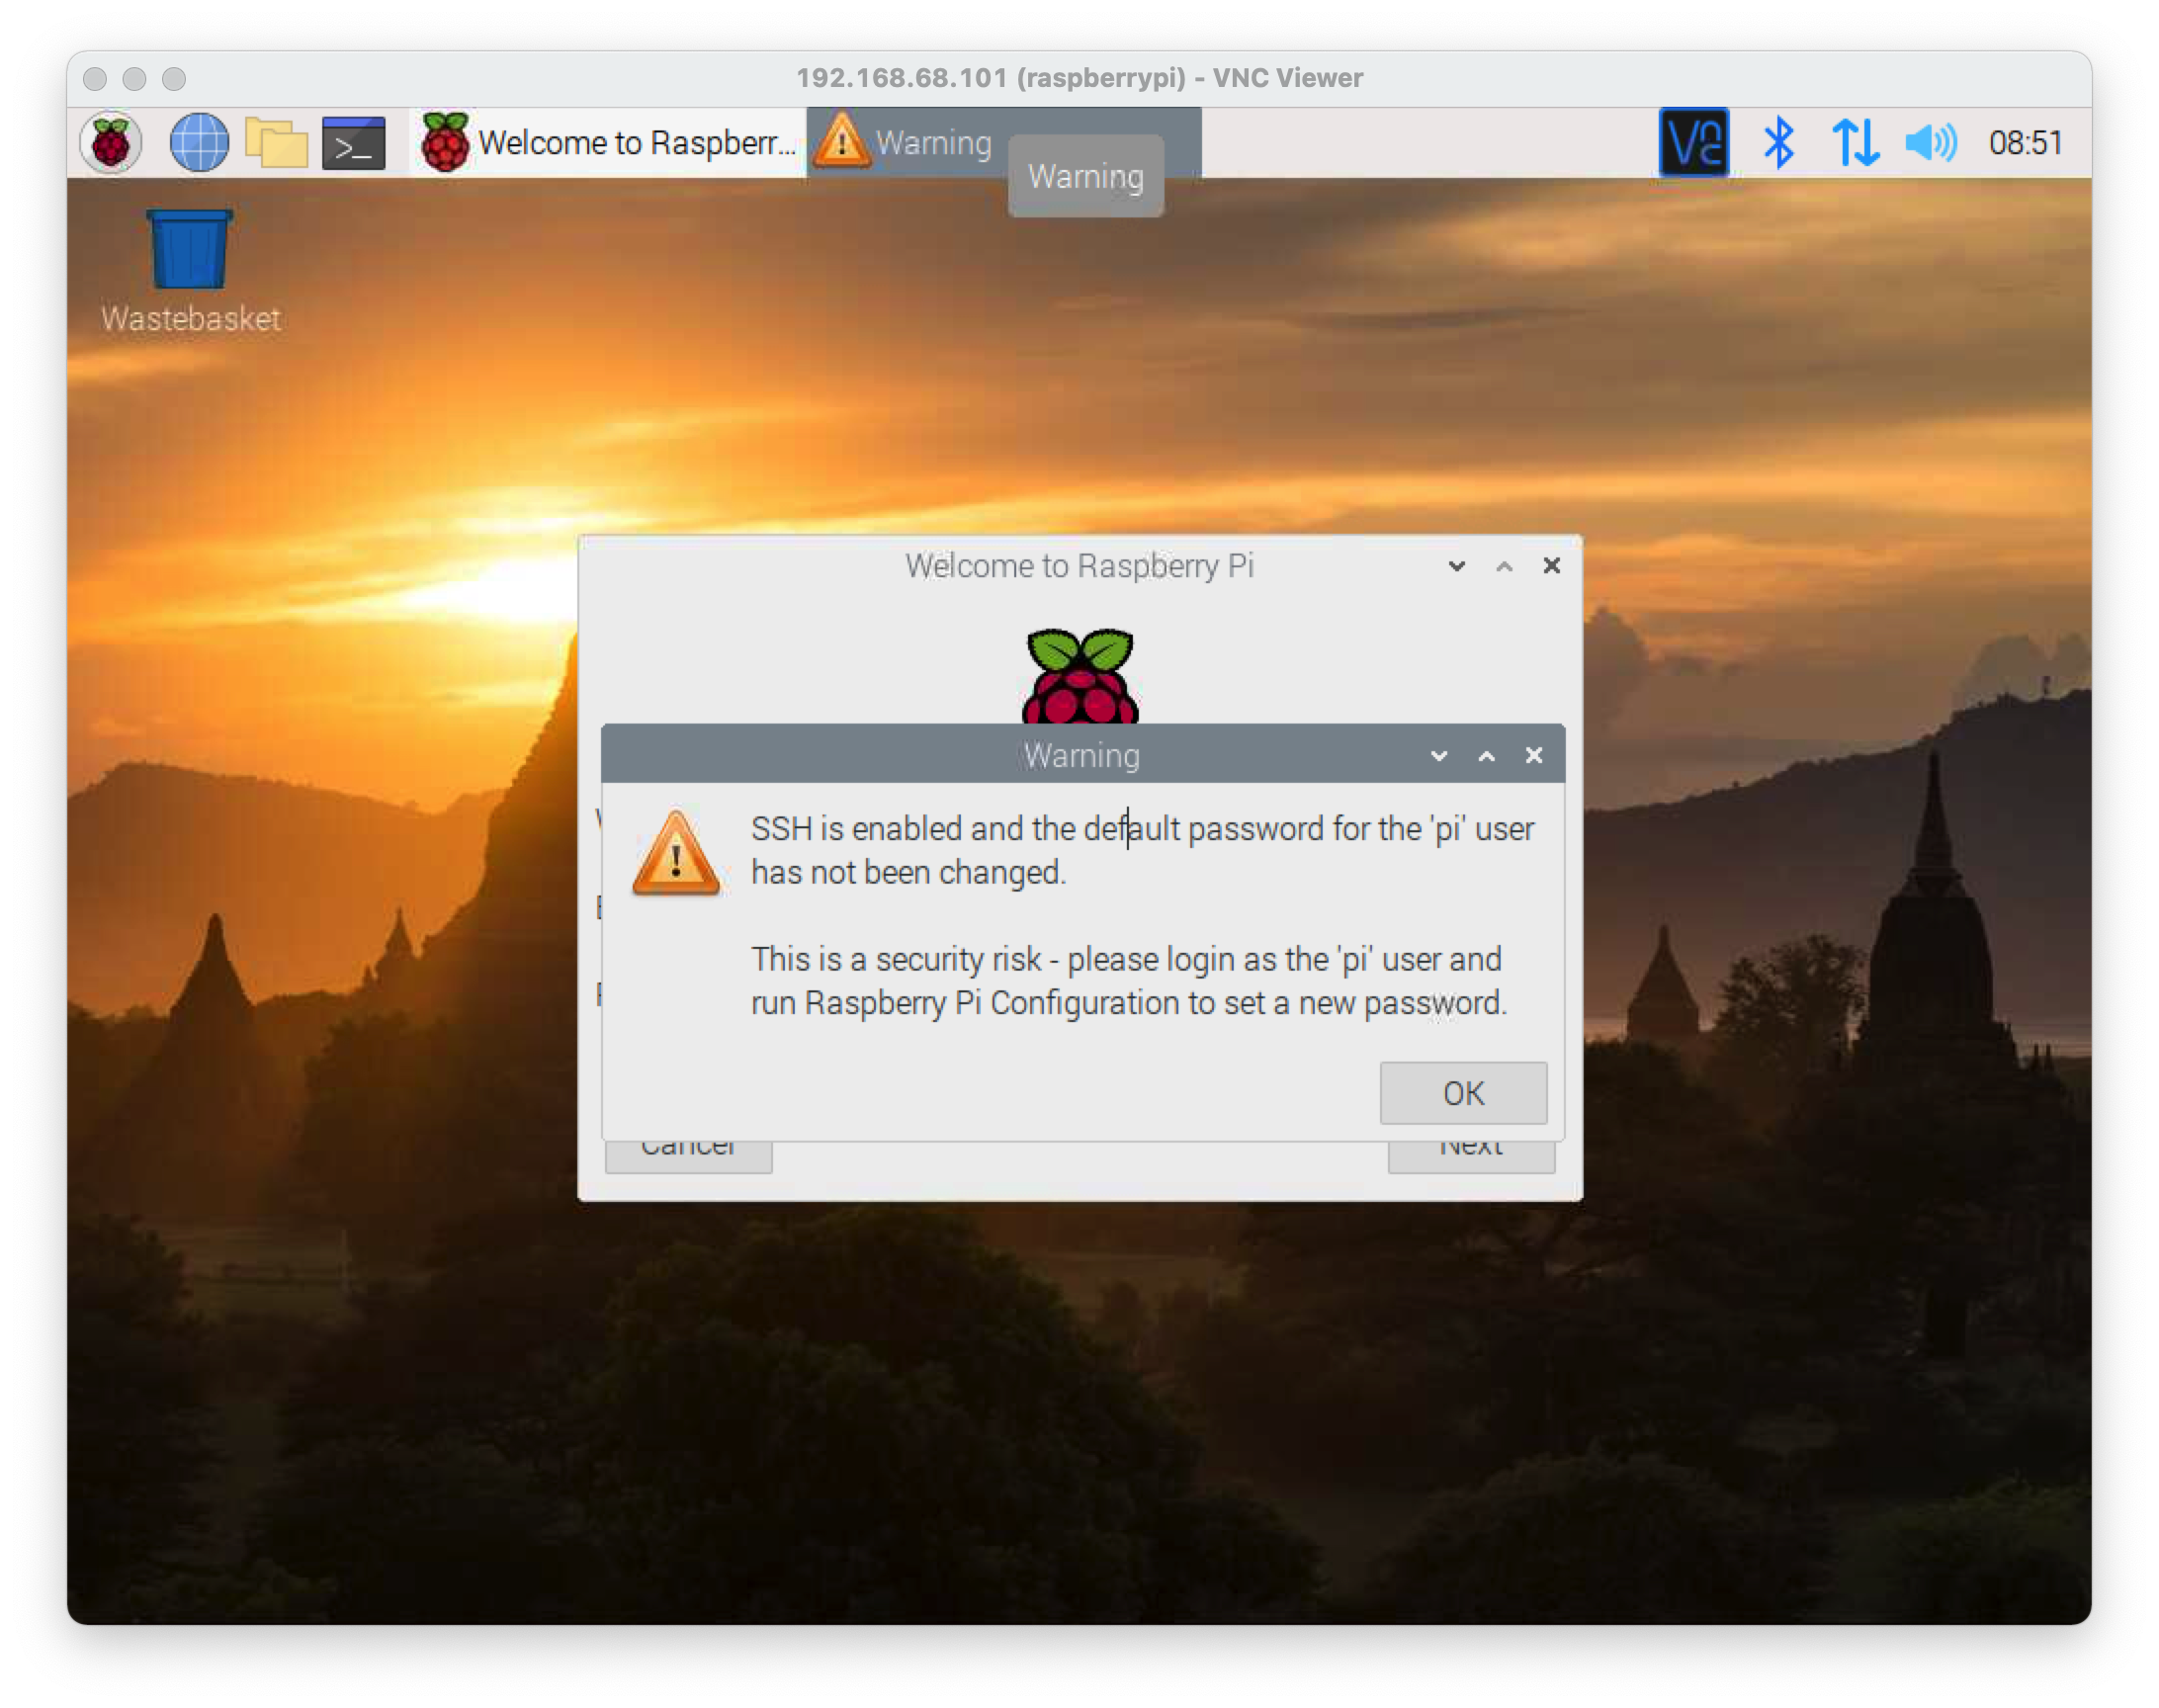 192.168.68.101 (raspberrypi) - VNC Viewer
>_
Welcome to Raspberr...
Warning
08:51
Warning
Wastebasket
Welcome to Raspberry Pi
Warning
SSH is enabled and the default password for the 'pi' user
has not been changed.
This is a security risk - please login as the 'pi' user and
run Raspberry Pi Configuration to set a new password.
OK
Cancel
Next